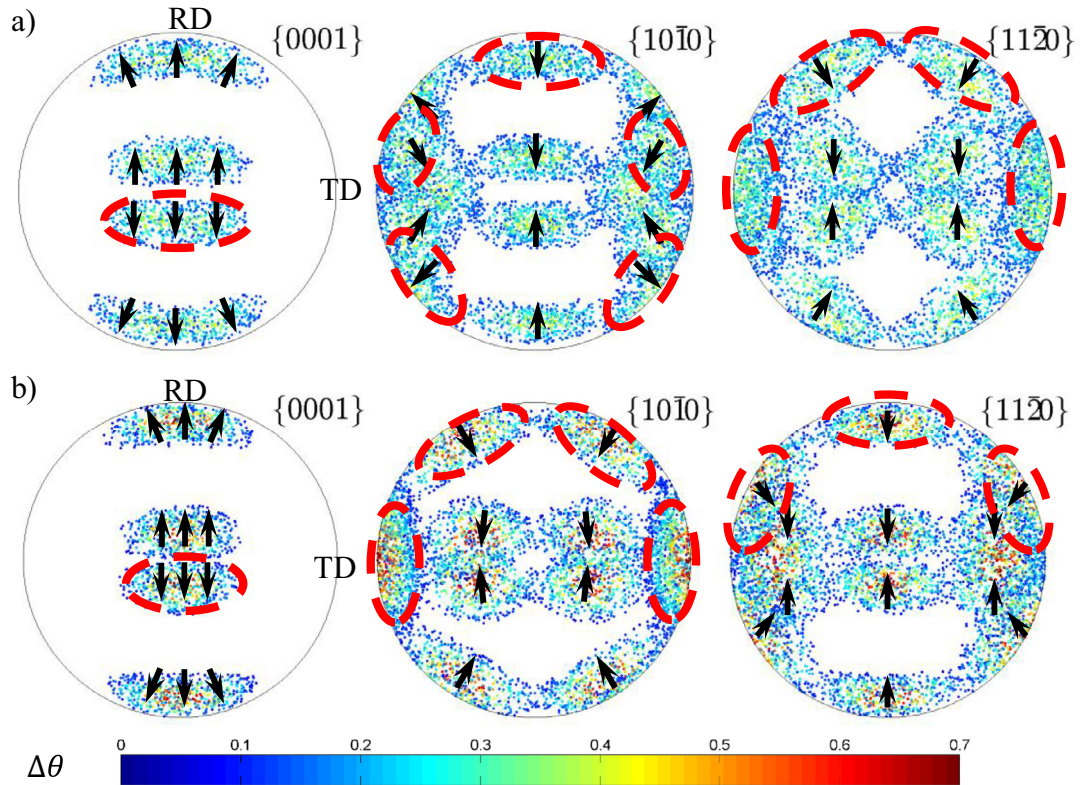 a)
RD
{0001}
{101̄0}
{112̄0}
TD
b)
RD
{0001}
{101̄0}
{112̄0}
TD
0 0.1 0.2 0.3 0.4 0.5 0.6 0.7
Δθ